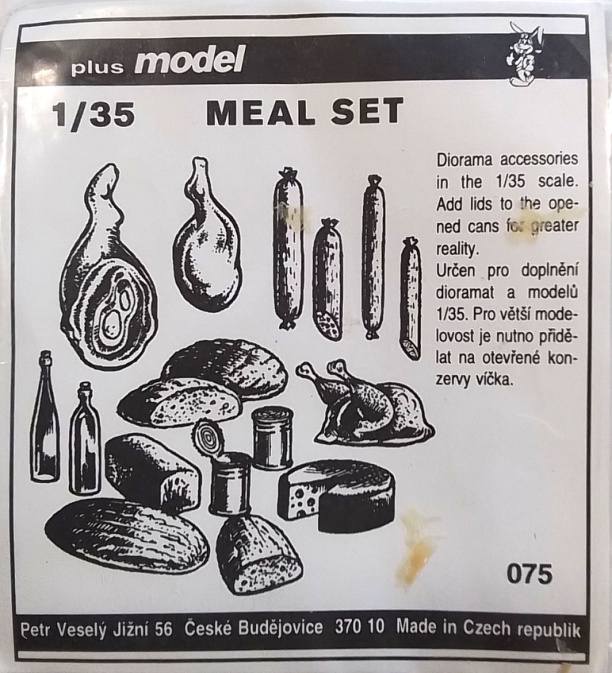 plus model
1/35 MEAL SET
Diorama accessories
in the 1/35 scale.
Add lids to the ope-
ned cans for greater
reality.
Určen pro doplnění
dioramat a modelů
1/35. Pro větší mode-
lovost je nutno přidě-
lat na otevřené kon-
zervy víčka.
075
Petr Veselý Jižní 56 České Budějovice 370 10 Made in Czech republik